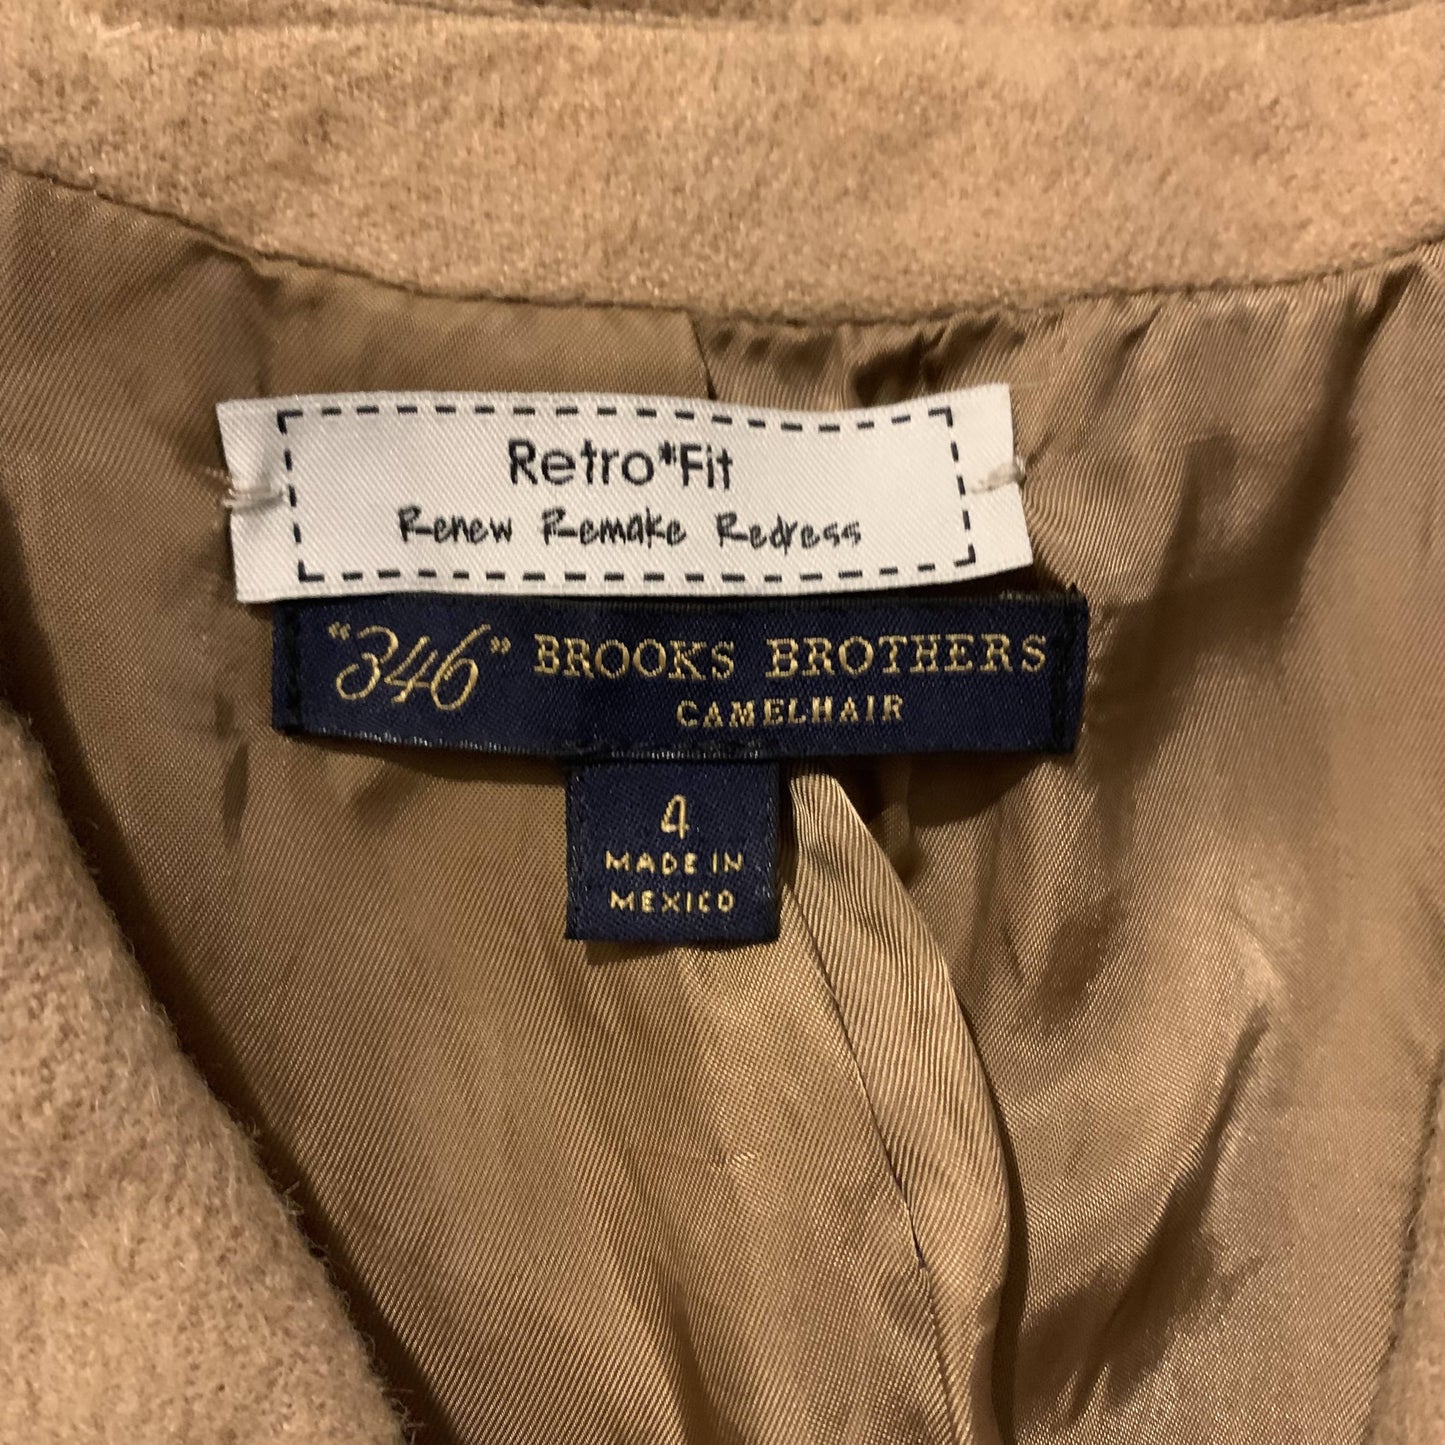 Retro*Fit
Renew Remake Redress
"346" BROOKS BROTHERS
CAMELHAIR
4
MADE IN
MEXICO